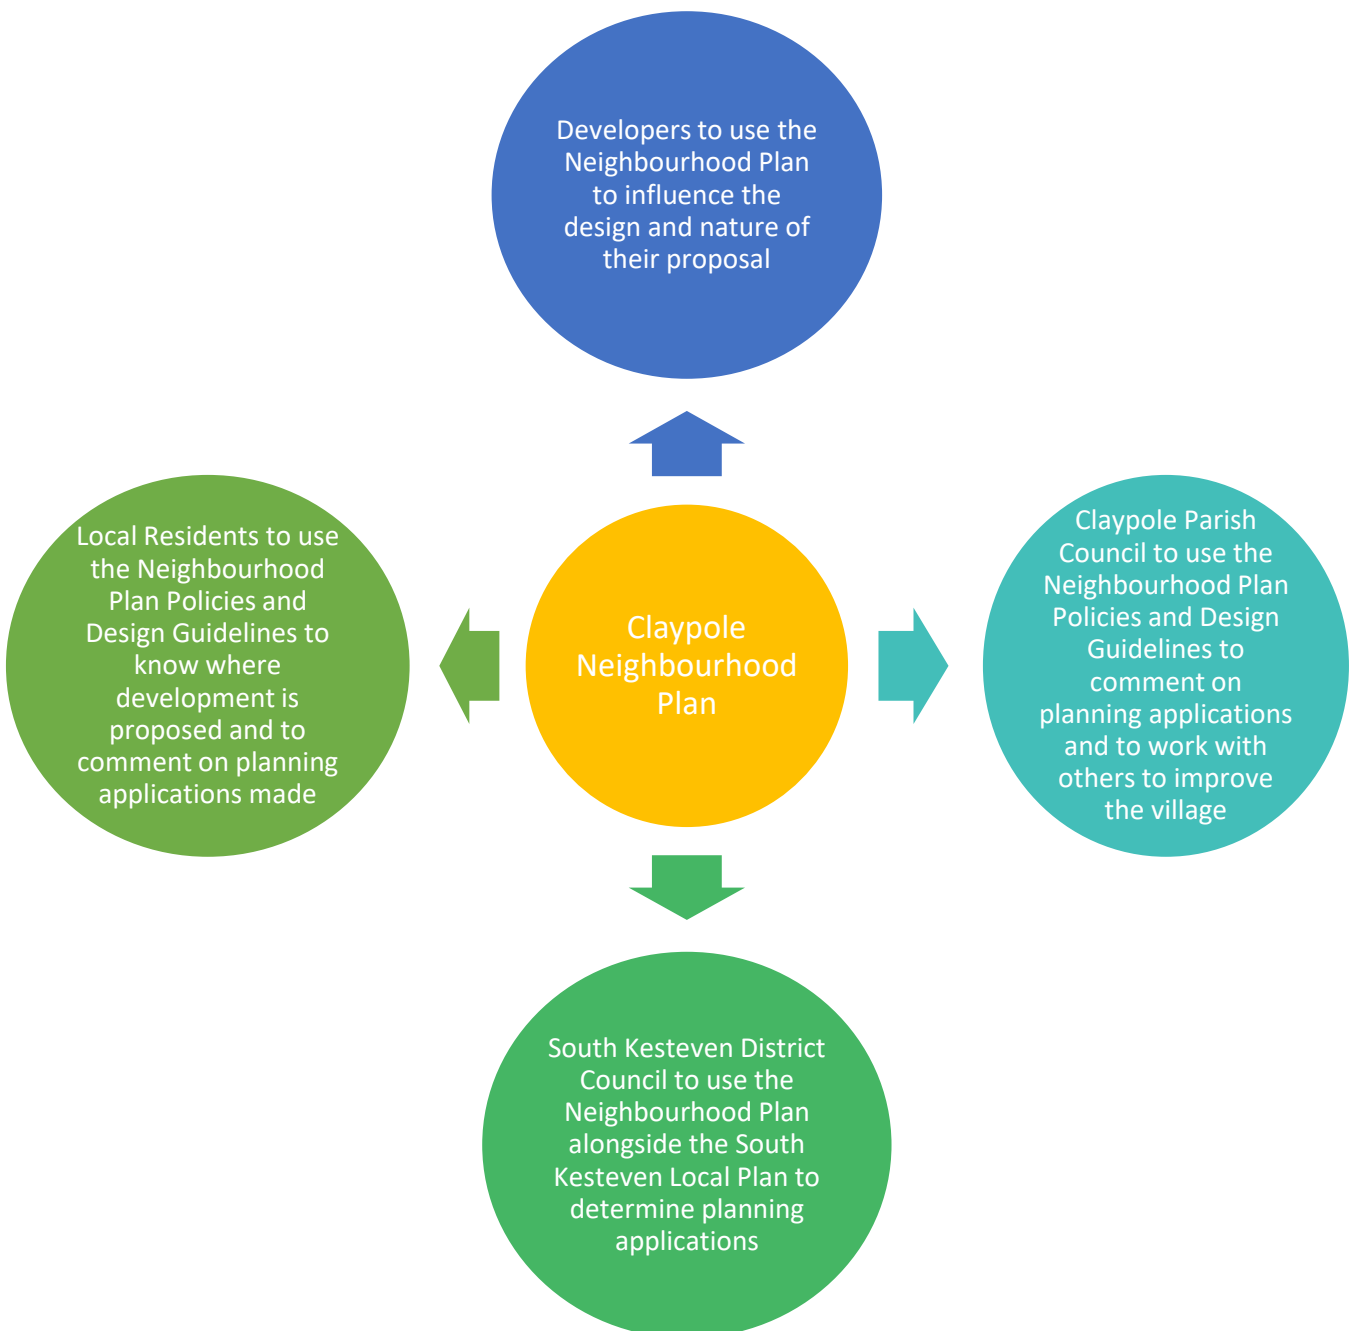 Developers to use the
Neighbourhood Plan
to influence the
design and nature of
their proposal
Local Residents to use
the Neighbourhood
Plan Policies and
Design Guidelines to
know where
development is
proposed and to
comment on planning
applications made
Claypole
Neighbourhood
Plan
Claypole Parish
Council to use the
Neighbourhood Plan
Policies and Design
Guidelines to
comment on
planning applications
and to work with
others to improve
the village
South Kesteven District
Council to use the
Neighbourhood Plan
alongside the South
Kesteven Local Plan to
determine planning
applications